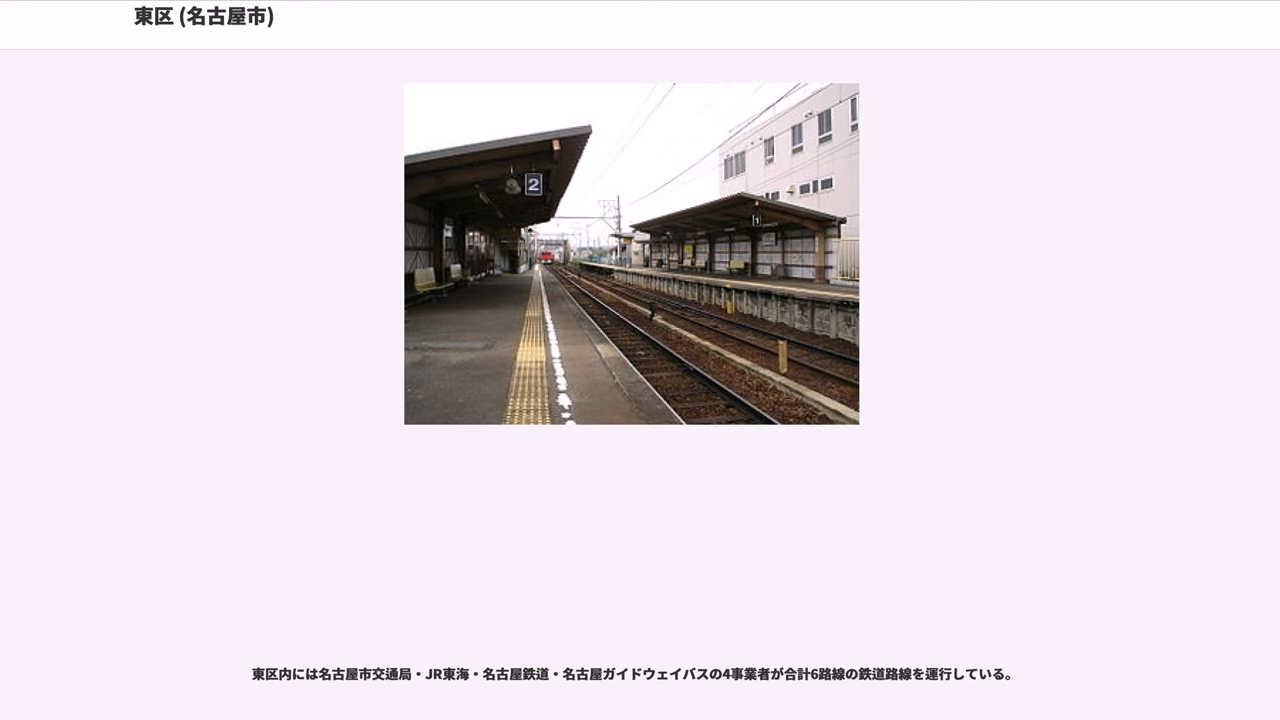 東区 (名古屋市)
2
1
東区内には名古屋市交通局・JR東海・名古屋鉄道・名古屋ガイドウェイバスの4事業者が合計6路線の鉄道路線を運行している。